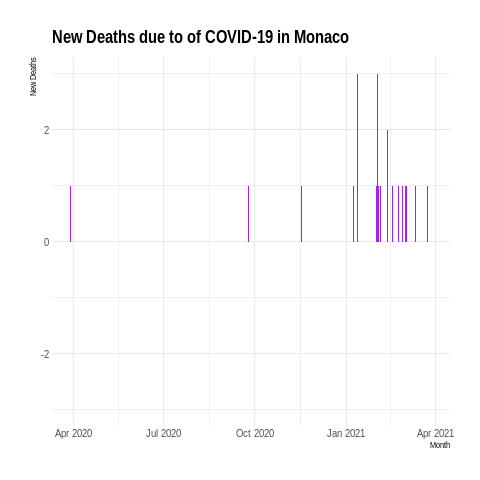 New Deaths due to of COVID-19 in Monaco
New Deaths
2
0
-2
Apr 2020 Jul 2020 Oct 2020 Jan 2021 Apr 2021
Month